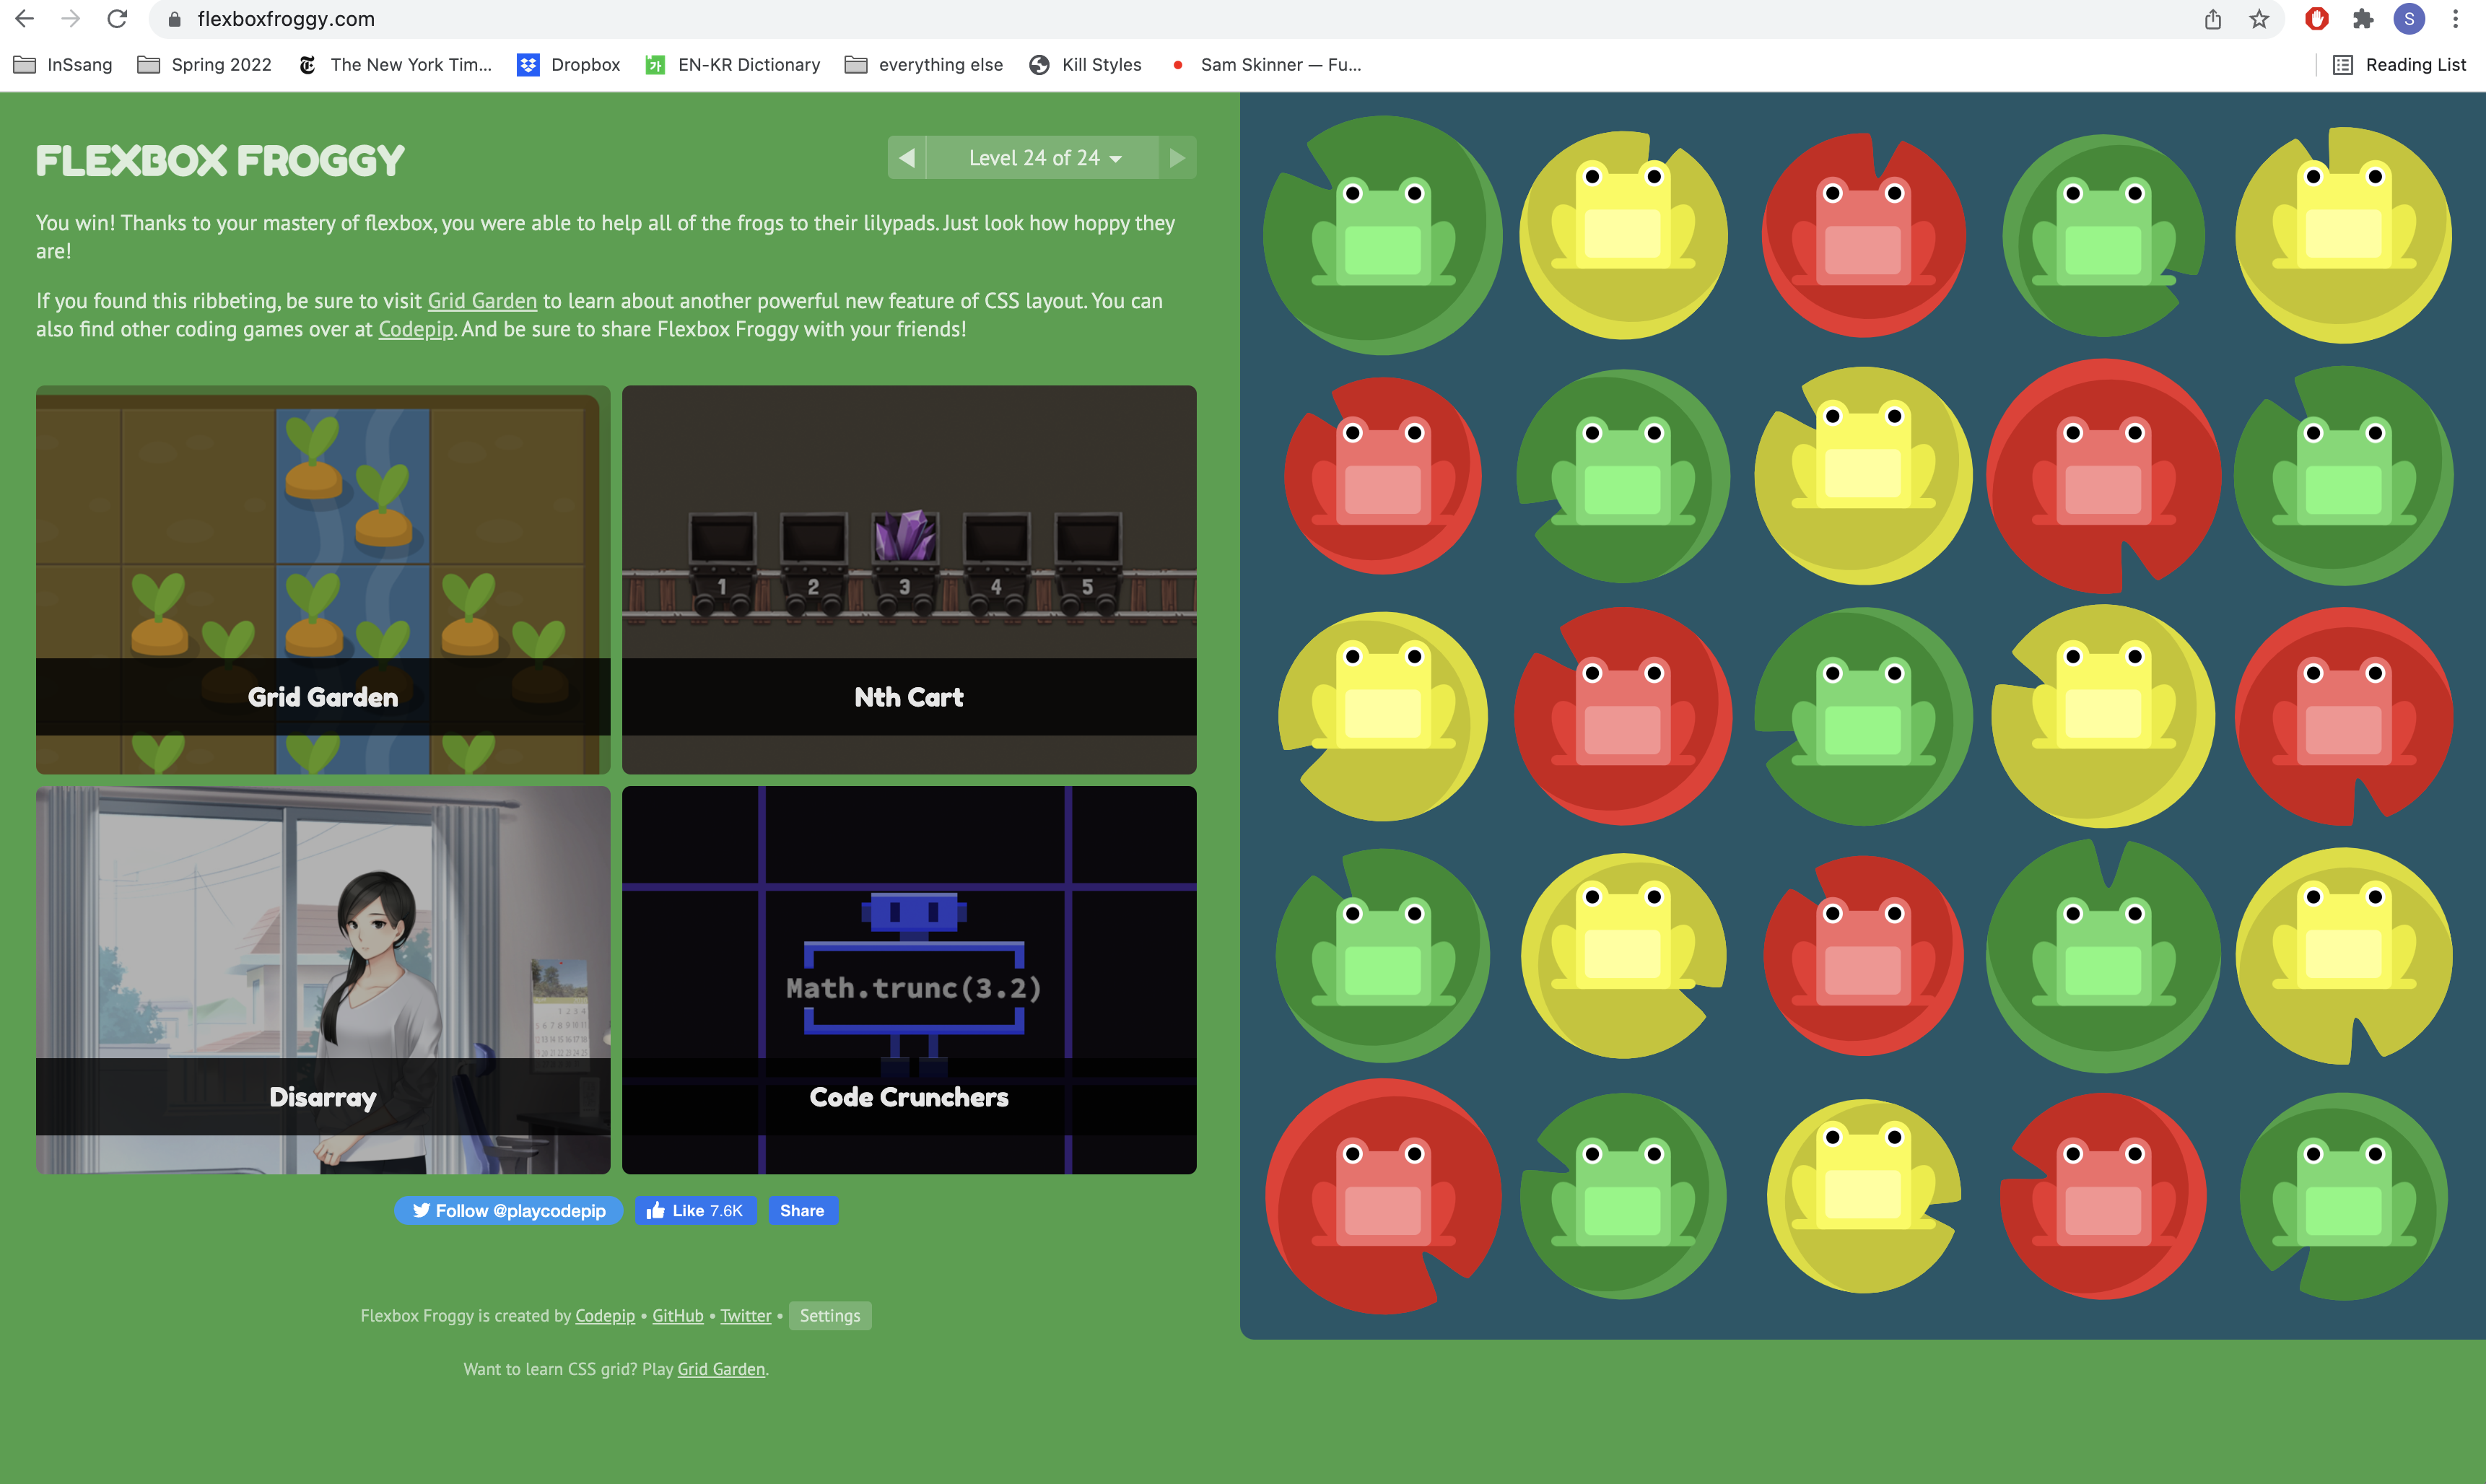 flexboxfroggy.com
S
InSsang
Spring 2022
The New York Tim...
Dropbox
EN-KR Dictionary
everything else
Kill Styles
Sam Skinner — Fu...
Reading List
FLEXBOX FROGGY
Level 24 of 24
You win! Thanks to your mastery of flexbox, you were able to help all of the frogs to their lilypads. Just look how hoppy they
are!
If you found this ribbeting, be sure to visit Grid Garden to learn about another powerful new feature of CSS layout. You can
also find other coding games over at Codepip. And be sure to share Flexbox Froggy with your friends!
1 2 3 4 5
Grid Garden
Nth Cart
Math.trunc(3.2)
Disarray
Code Crunchers
Follow @playcodepip
Like 7.6K
Share
Flexbox Froggy is created by Codepip • GitHub • Twitter • Settings
Want to learn CSS grid? Play Grid Garden.